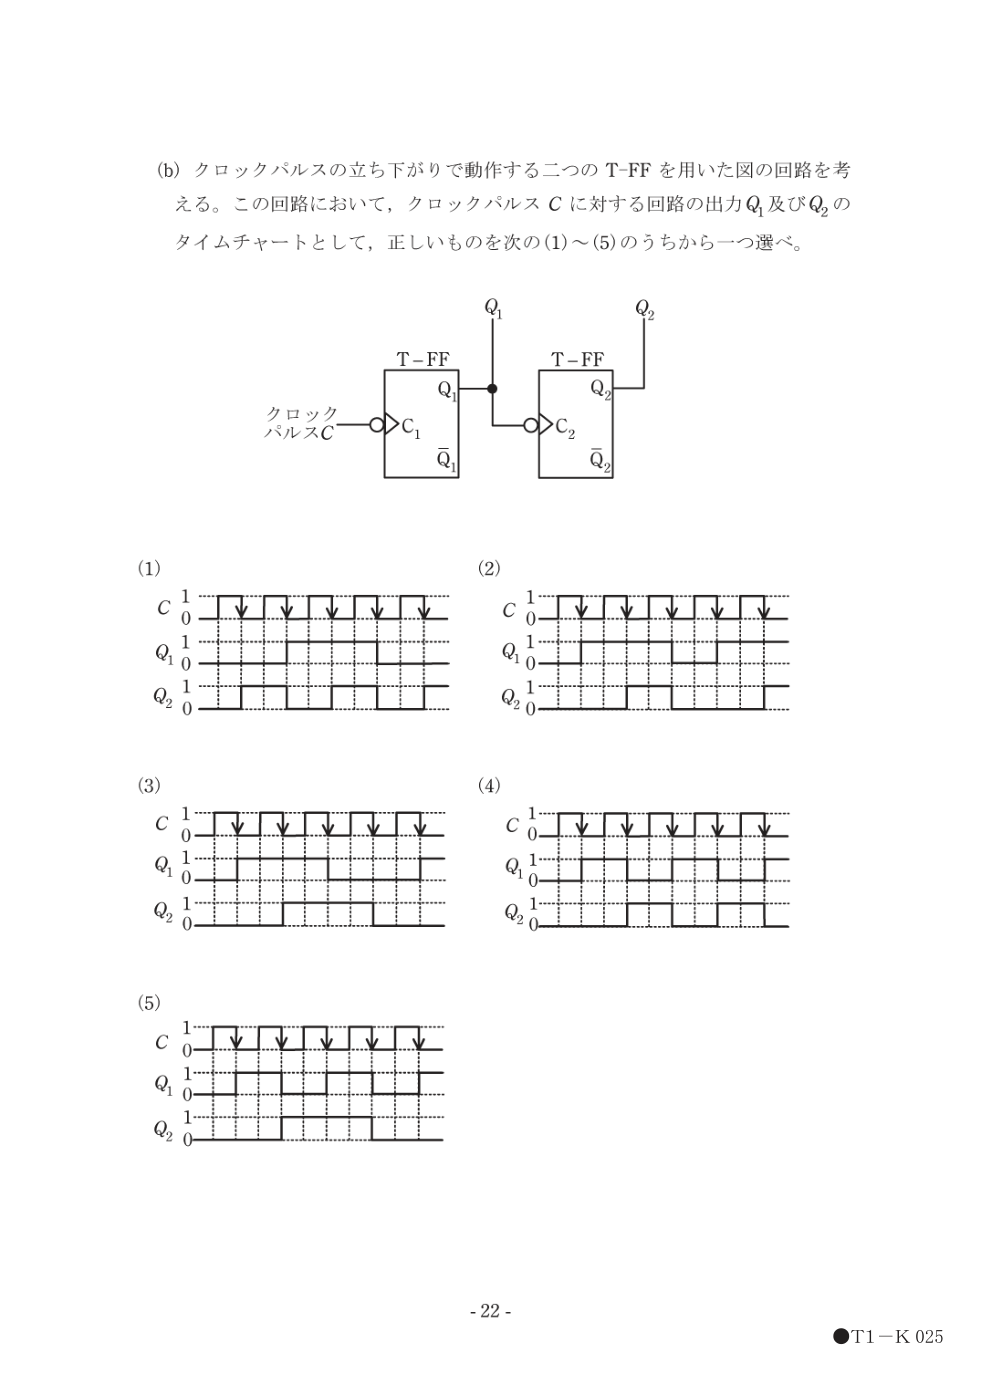 (b) クロックパルスの立ち下がりで動作する二つの T-FF を用いた図の回路を考
える。この回路において，クロックパルス C に対する回路の出力Q1及びQ2の
タイムチャートとして，正しいものを次の(1)～(5)のうちから一つ選べ。
Q1 Q2
T−FF T−FF
Q1 Q2
クロック
パルスC C1 C2
Q̅1 Q̅2
(1)
C 1 0
Q1 1 0
Q2 1 0
(2)
C 1 0
Q1 1 0
Q2 1 0
(3)
C 1 0
Q1 1 0
Q2 1 0
(4)
C 1 0
Q1 1 0
Q2 1 0
(5)
C 1 0
Q1 1 0
Q2 1 0
- 22 -
●T1－K 025